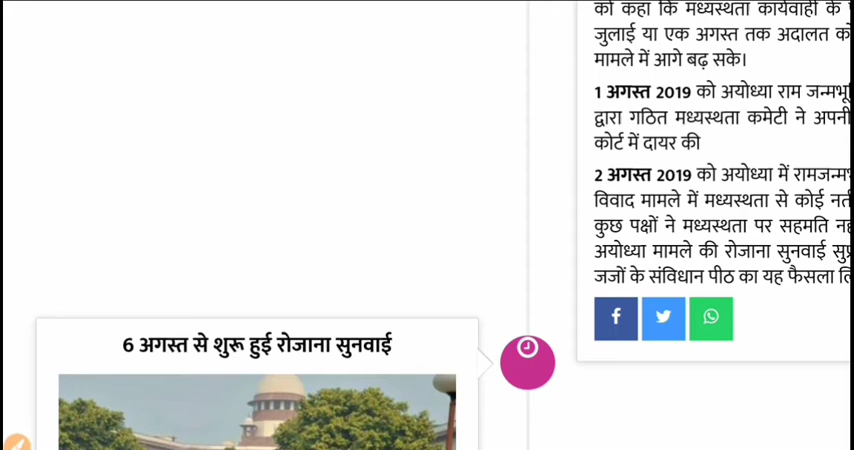 को कहा कि मध्यस्थता कार्यवाही के
जुलाई या एक अगस्त तक अदालत को
मामले में आगे बढ़ सके।
1 अगस्त 2019 को अयोध्या राम
द्वारा गठित मध्यस्थता कमेटी ने अपनी
कोर्ट में दायर की
2 अगस्त 2019 को अयोध्या में
विवाद मामले में मध्यस्थता से कोई
कुछ पक्षों ने मध्यस्थता पर सहमति
अयोध्या मामले की रोजाना सुनवाई
जजों के संविधान पीठ का यह फैसला
6 अगस्त से शुरू हुई रोजाना सुनवाई